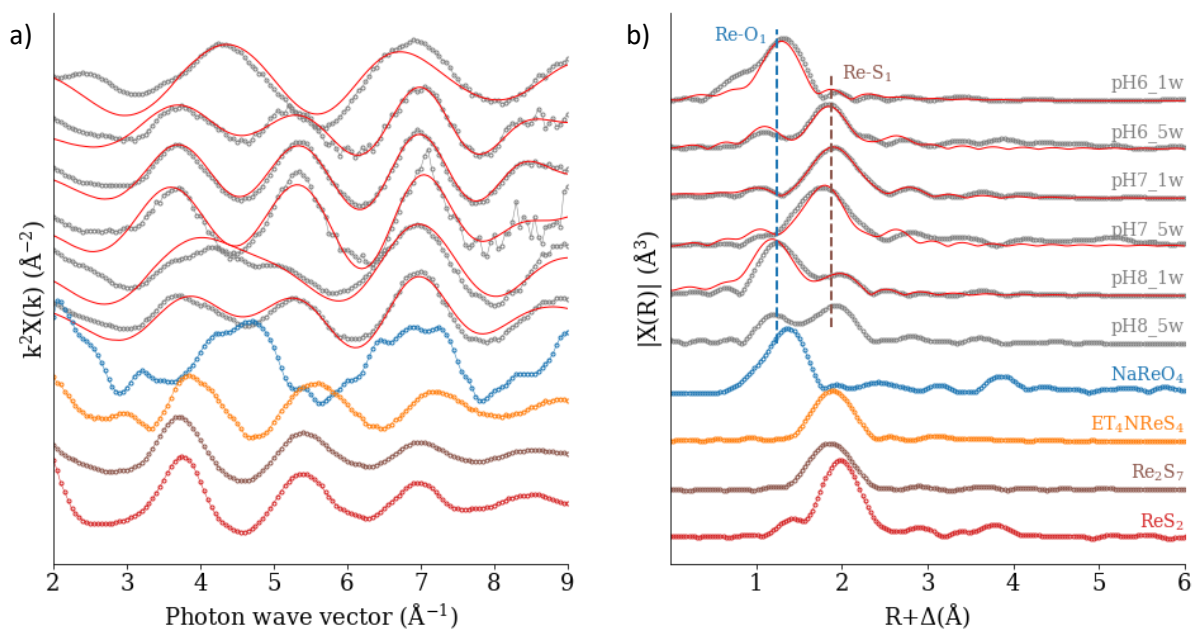 a)
k²X(k) (Å⁻²)
2 3 4 5 6 7 8 9
Photon wave vector (Å⁻¹)
b)
|X(R)| (Å³)
Re-O₁
Re-S₁
pH6_1w
pH6_5w
pH7_1w
pH7_5w
pH8_1w
pH8_5w
NaReO₄
ET₄NReS₄
Re₂S₇
ReS₂
1 2 3 4 5 6
R+Δ(Å)